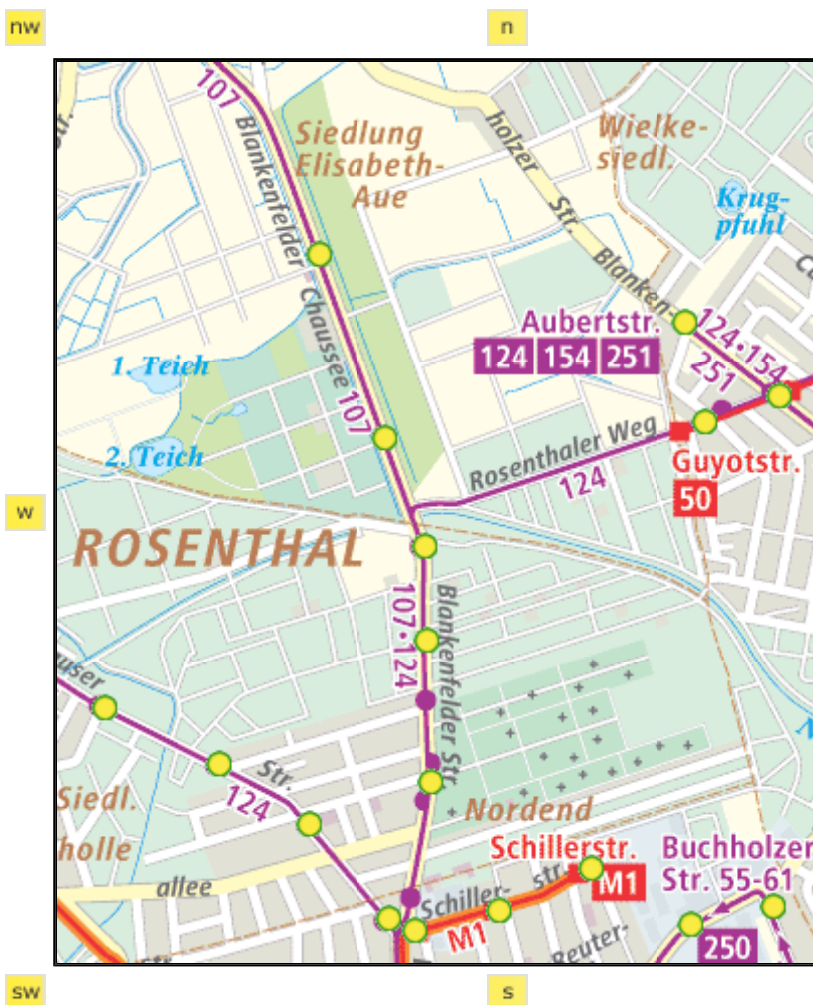 nw
n
107
Blankenfelder
Siedlung
Elisabeth-
Aue
holzer
Str.
Wielke-
siedl.
Krug-
pfuhl
Blanken-
Chaussee
107
1. Teich
2. Teich
Aubertstr.
124 154 251
124•154
251
Rosenthaler Weg
124
Guyotstr.
50
w
ROSENTHAL
107•124
Blankenfelder Str.
user
Str.
124
Siedl.
holle
allee
Nordend
Schillerstr.
M1
Schiller-
str.
M1
Buchholzer
Str. 55-61
250
Reuter-
Str.
sw
s